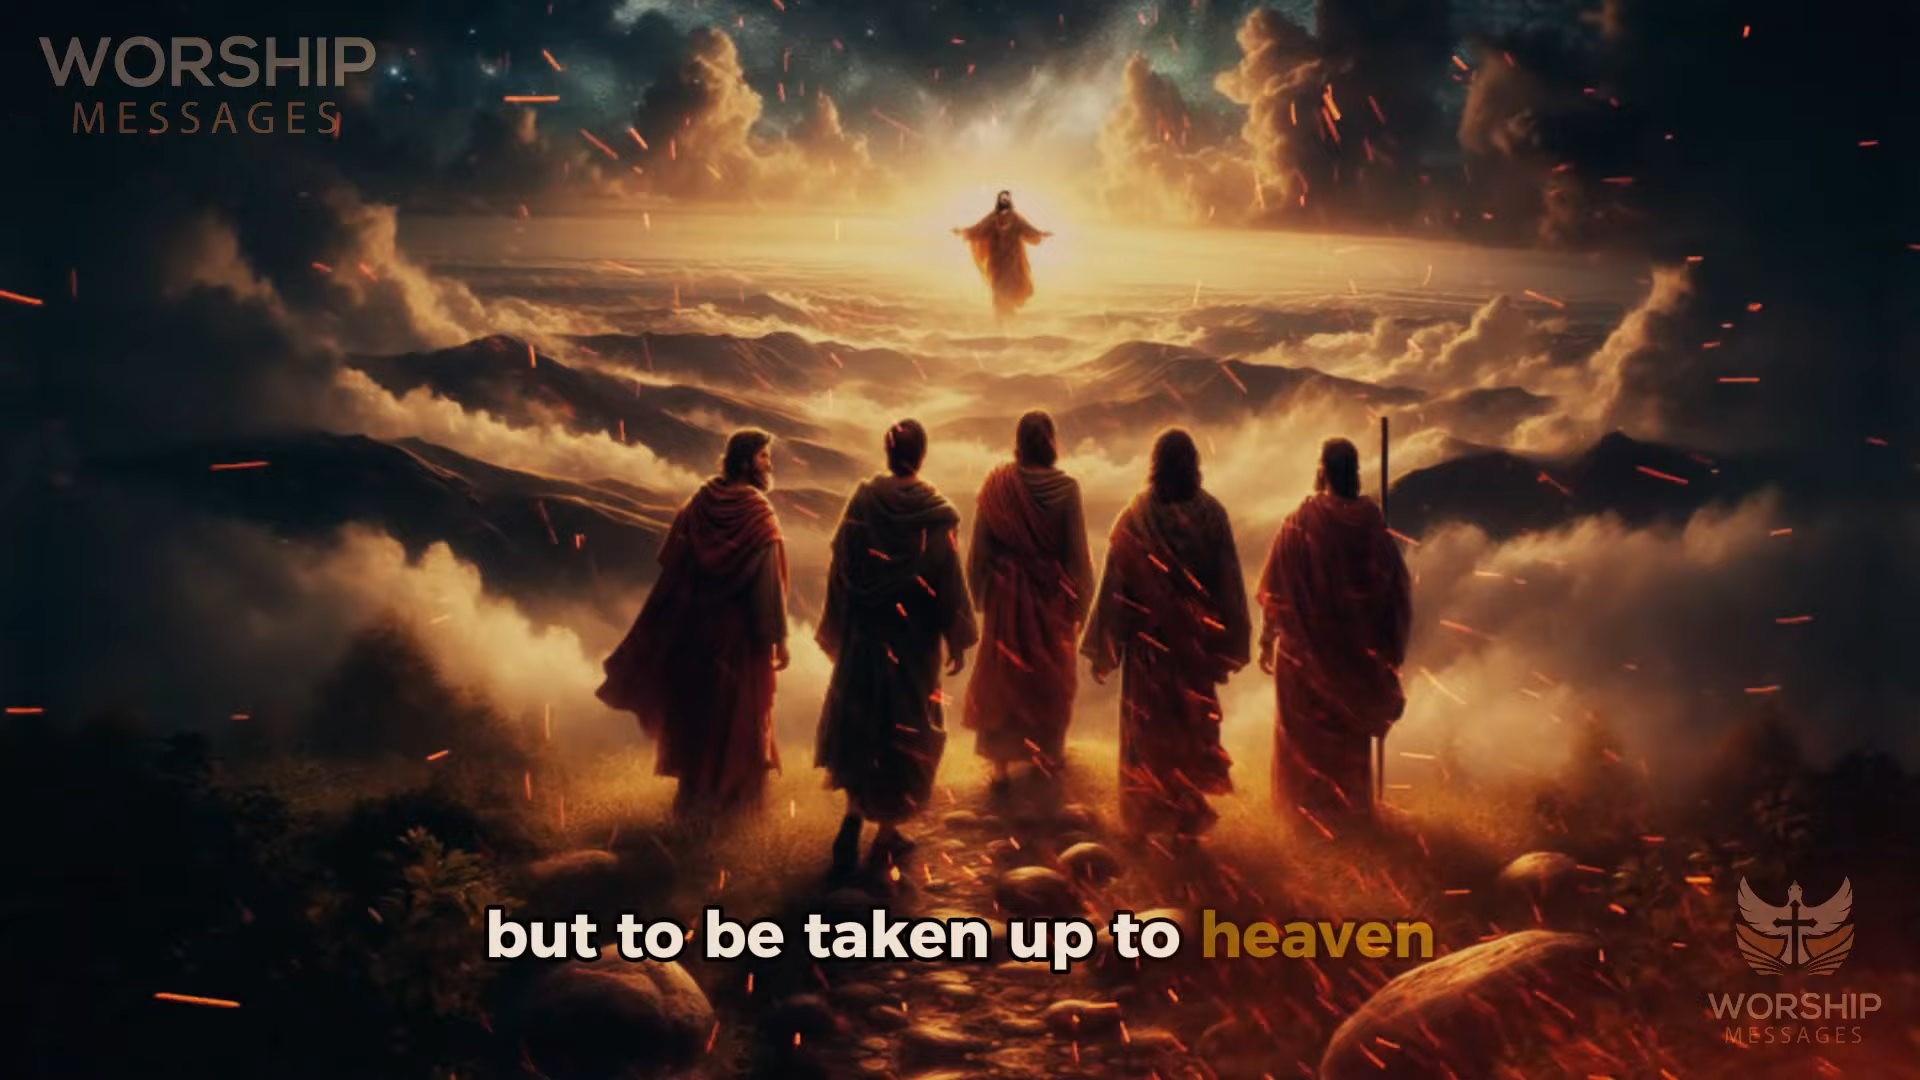 WORSHIP
MESSAGES
but to be taken up to heaven
WORSHIP
MESSAGES